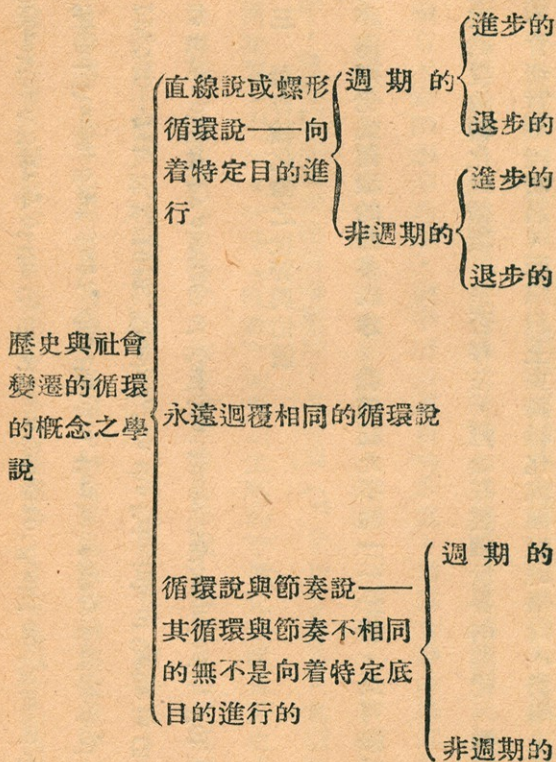 歷史與社會
變遷的循環
的概念之學
說
直線說或螺形
循環說——向
着特定目的進
行
週期的
進步的
退步的
非週期的
進步的
退步的
永遠迴覆相同的循環說
循環說與節奏說——
其循環與節奏不相同
的無不是向着特定底
目的進行的
週期的
非週期的